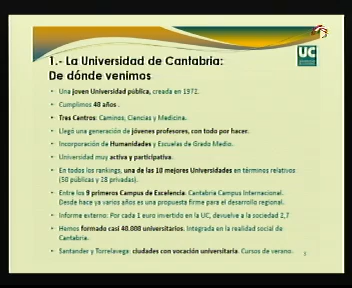 UC
1.- La Universidad de Cantabria:
De dónde venimos
• Una joven Universidad pública, creada en 1972.
• Cumplimos 40 años .
• Tres Centros: Caminos, Ciencias y Medicina.
• Llegó una generación de jóvenes profesores, con todo por hacer.
• Incorporación de Humanidades y Escuelas de Grado Medio.
• Universidad muy activa y participativa.
• En todos los rankings, una de las 10 mejores Universidades en términos relativos
(50 públicas y 28 privadas).
• Entre los 9 primeros Campus de Excelencia. Cantabria Campus Internacional.
Desde hace ya varios años es una propuesta firme para el desarrollo regional.
• Informe externo: Por cada 1 euro invertido en la UC, devuelve a la sociedad 2,7
• Hemos formado casi 40.000 universitarios. Integrada en la realidad social de
Cantabria.
• Santander y Torrelavega: ciudades con vocación universitaria. Cursos de verano.